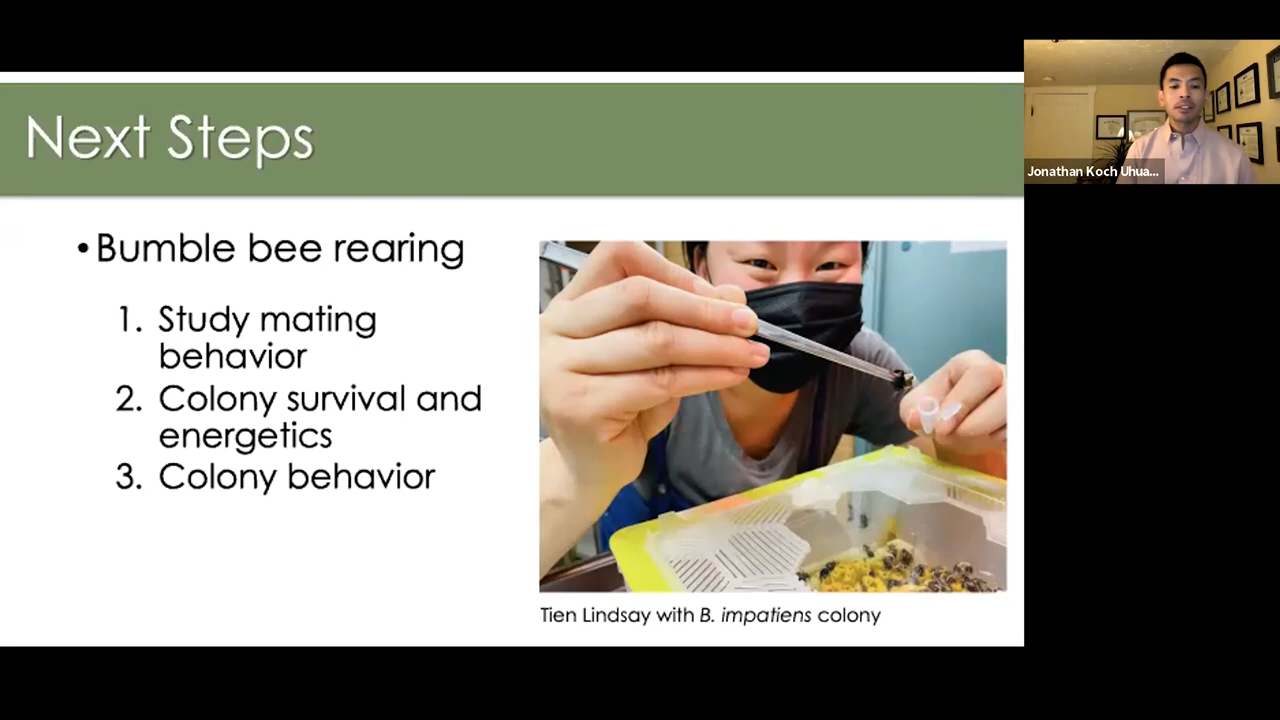 Next Steps
• Bumble bee rearing
1. Study mating
behavior
2. Colony survival and
energetics
3. Colony behavior
Tien Lindsay with B. impatiens colony
Jonathan Koch Uhua...